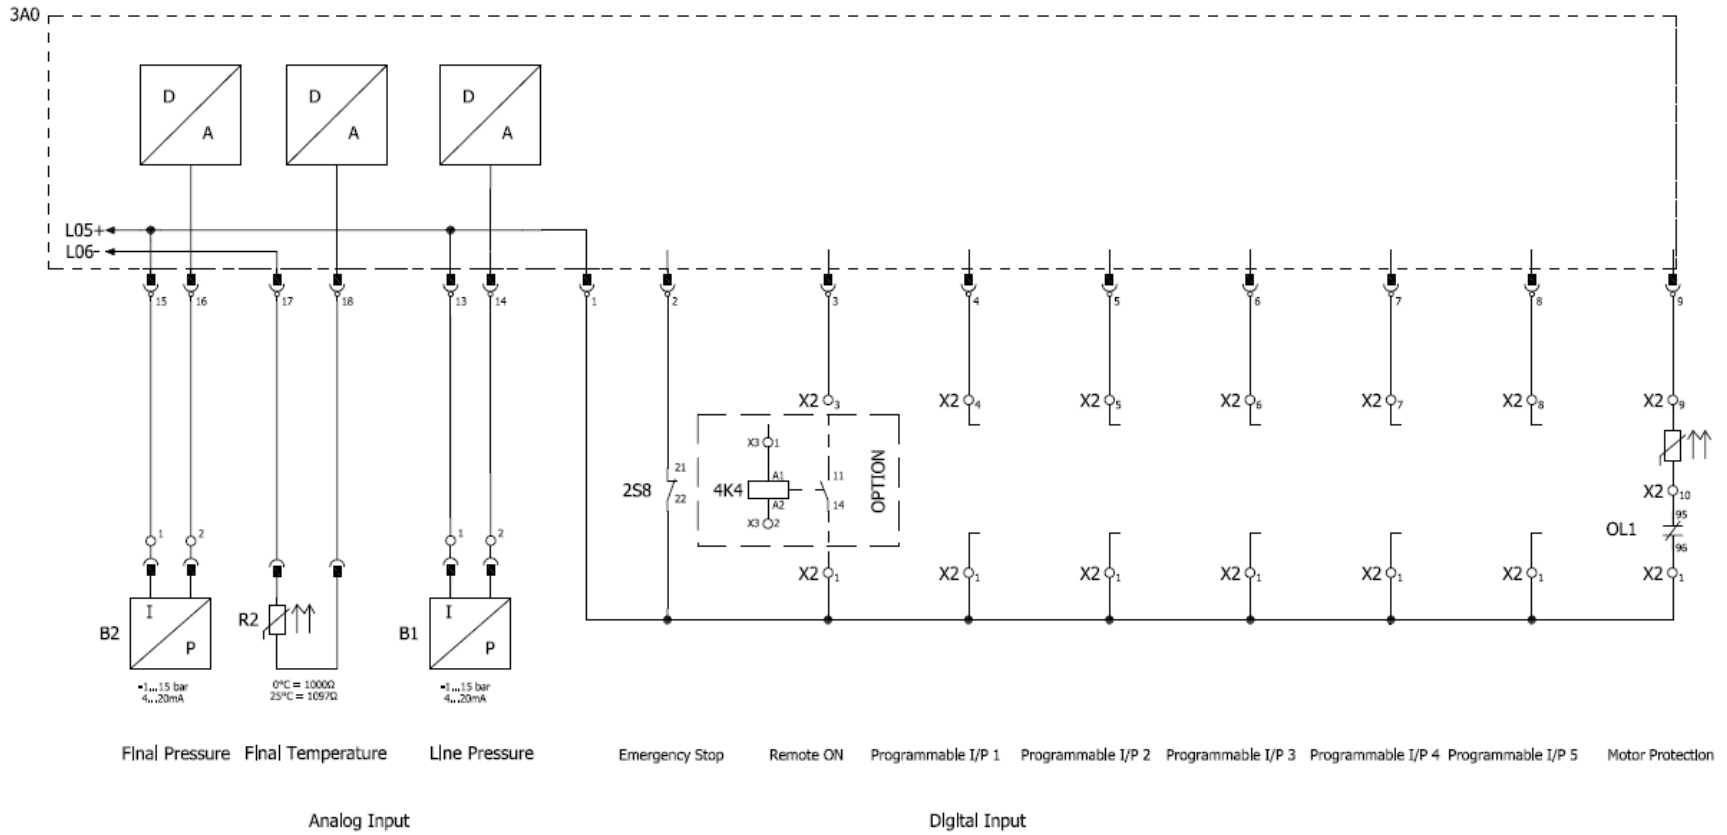 3A0
D D D
A A A
L05+
L06-
15 16 17 18 13 14 1 2 3 4 5 6 7 8 9
X2 3 X2 4 X2 5 X2 6 X2 7 X2 8 X2 9
X3 1
21 A1 11
2S8 4K4 OPTION X2 10
22 A2 14 95
X3 2 OL1
1 2 1 2 96
X2 1 X2 1 X2 1 X2 1 X2 1 X2 1 X2 1
I I
R2
B2 B1
P P
-1...15 bar 0°C = 1000Ω -1...15 bar
4...20mA 25°C = 1097Ω 4...20mA
Final Pressure Final Temperature Line Pressure Emergency Stop Remote ON Programmable I/P 1 Programmable I/P 2 Programmable I/P 3 Programmable I/P 4 Programmable I/P 5 Motor Protection
Analog Input Digital Input